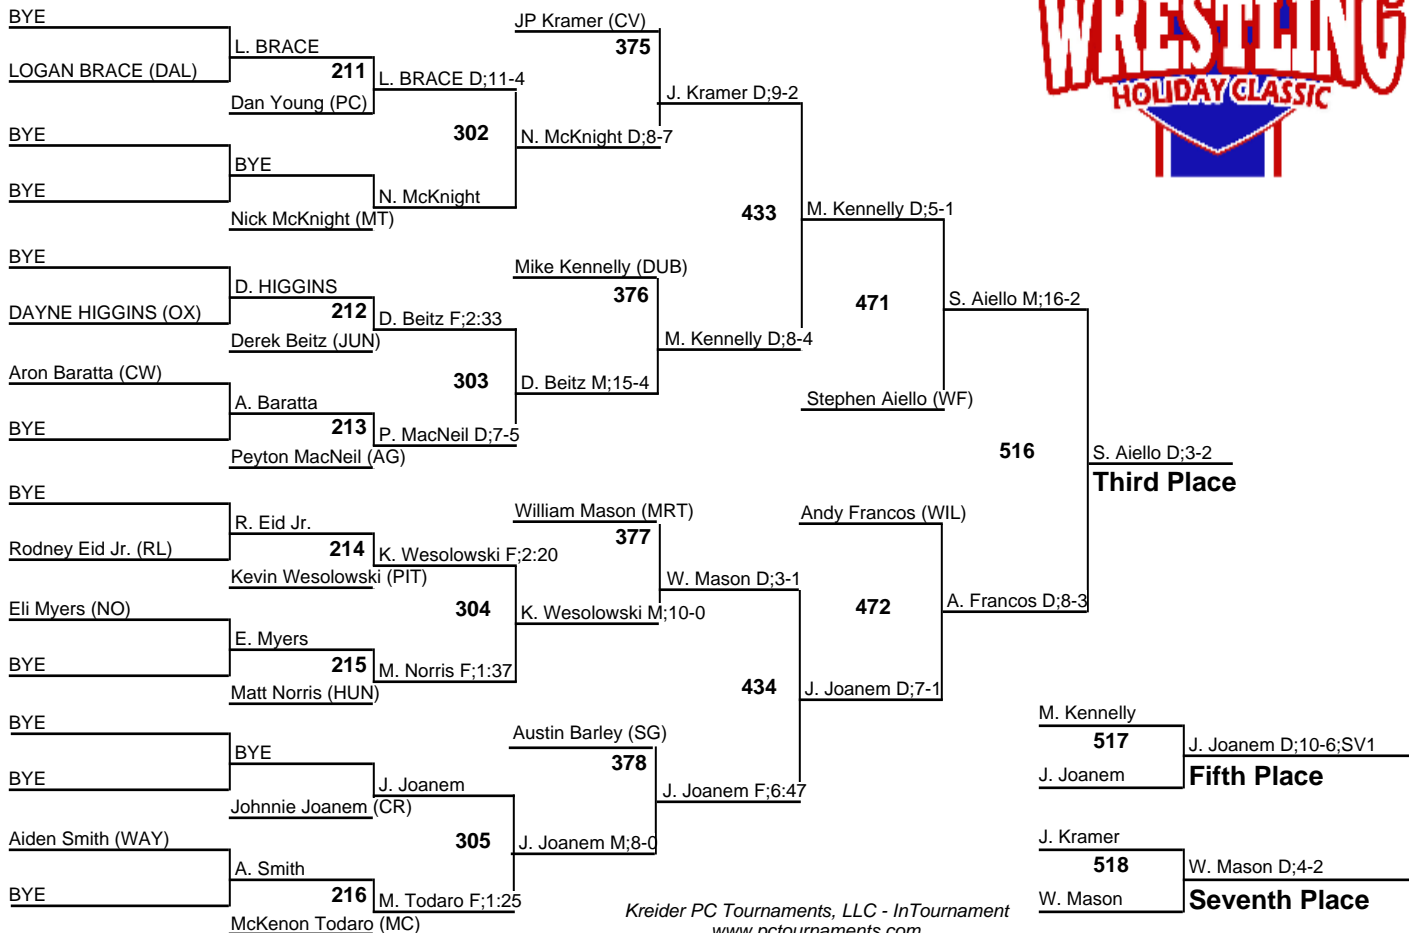 BYE
LOGAN BRACE (DAL)
BYE
BYE
BYE
DAYNE HIGGINS (OX)
Aron Baratta (CW)
BYE
BYE
Rodney Eid Jr. (RL)
Eli Myers (NO)
BYE
BYE
BYE
Aiden Smith (WAY)
BYE
L. BRACE
211
Dan Young (PC)
BYE
Nick McKnight (MT)
D. HIGGINS
212
Derek Beitz (JUN)
A. Baratta
213
Peyton MacNeil (AG)
R. Eid Jr.
214
Kevin Wesolowski (PIT)
E. Myers
215
Matt Norris (HUN)
BYE
Johnnie Joanem (CR)
A. Smith
216
McKenon Todaro (MC)
L. BRACE D;11-4
302
N. McKnight
D. Beitz F;2:33
303
P. MacNeil D;7-5
K. Wesolowski F;2:20
304
M. Norris F;1:37
J. Joanem
305
M. Todaro F;1:25
JP Kramer (CV)
375
N. McKnight D;8-7
Mike Kennelly (DUB)
376
D. Beitz M;15-4
William Mason (MRT)
377
K. Wesolowski M;10-0
Austin Barley (SG)
378
J. Joanem M;8-0
J. Kramer D;9-2
433
M. Kennelly D;8-4
W. Mason D;3-1
434
J. Joanem F;6:47
M. Kennelly D;5-1
471
Stephen Aiello (WF)
Andy Francos (WIL)
472
J. Joanem D;7-1
S. Aiello M;16-2
516
A. Francos D;8-3
S. Aiello D;3-2
Third Place
M. Kennelly
517
J. Joanem
J. Joanem D;10-6;SV1
Fifth Place
J. Kramer
518
W. Mason
W. Mason D;4-2
Seventh Place
WRESTLING
HOLIDAY CLASSIC
Kreider PC Tournaments, LLC - InTournament
www.pctournaments.com